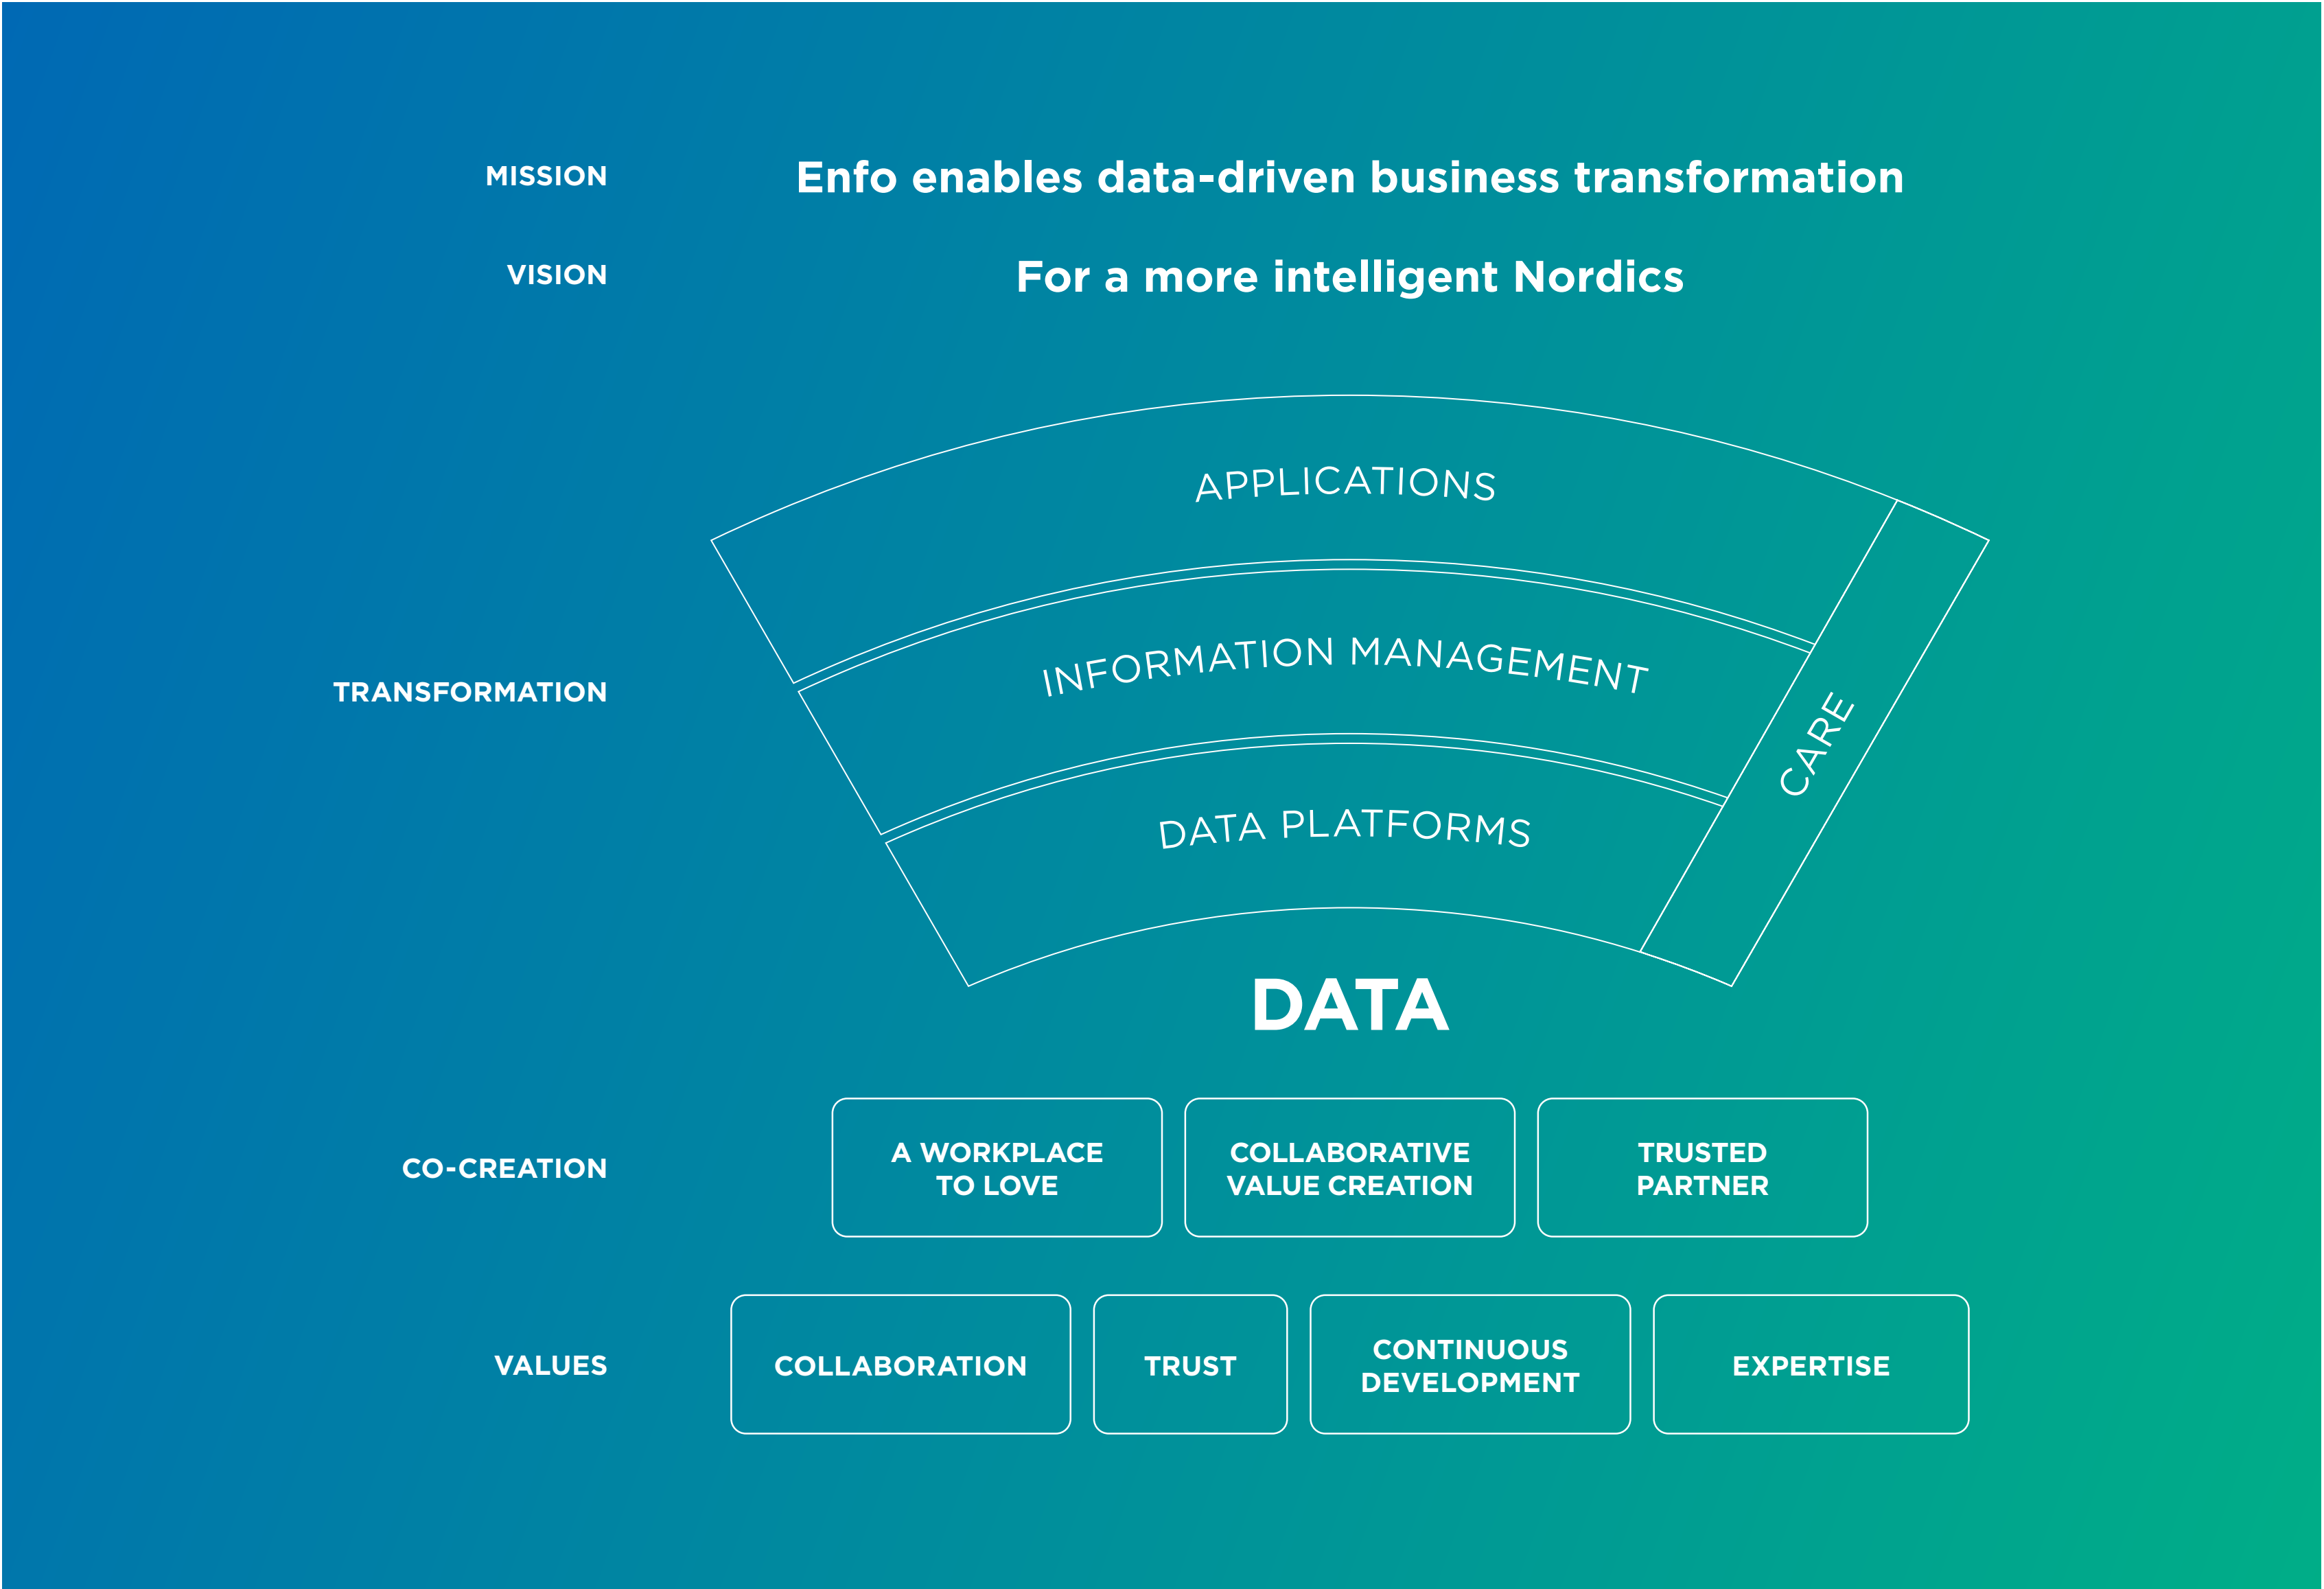 MISSION
Enfo enables data-driven business transformation
VISION
For a more intelligent Nordics
TRANSFORMATION
APPLICATIONS
INFORMATION MANAGEMENT
DATA PLATFORMS
CARE
DATA
CO-CREATION
A WORKPLACE
TO LOVE
COLLABORATIVE
VALUE CREATION
TRUSTED
PARTNER
VALUES
COLLABORATION
TRUST
CONTINUOUS
DEVELOPMENT
EXPERTISE